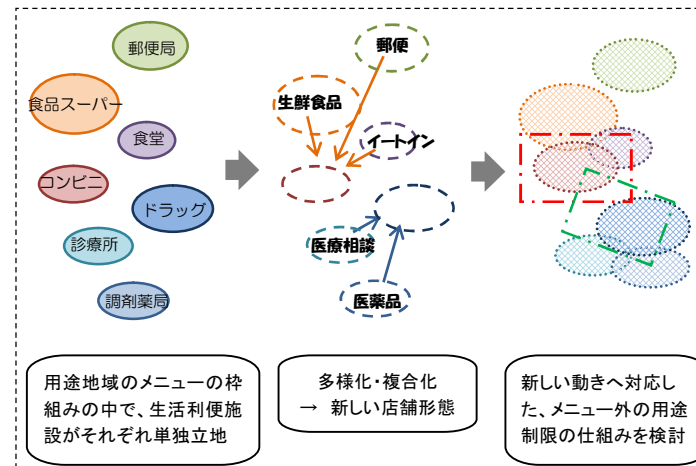 郵便局
食品スーパー
食堂
コンビニ
ドラッグ
診療所
調剤薬局
郵便
生鮮食品
イートイン
医療相談
医薬品
用途地域のメニューの枠
組みの中で、生活利便施
設がそれぞれ単独立地
多様化・複合化
→ 新しい店舗形態
新しい動きへ対応し
た、メニュー外の用途
制限の仕組みを検討